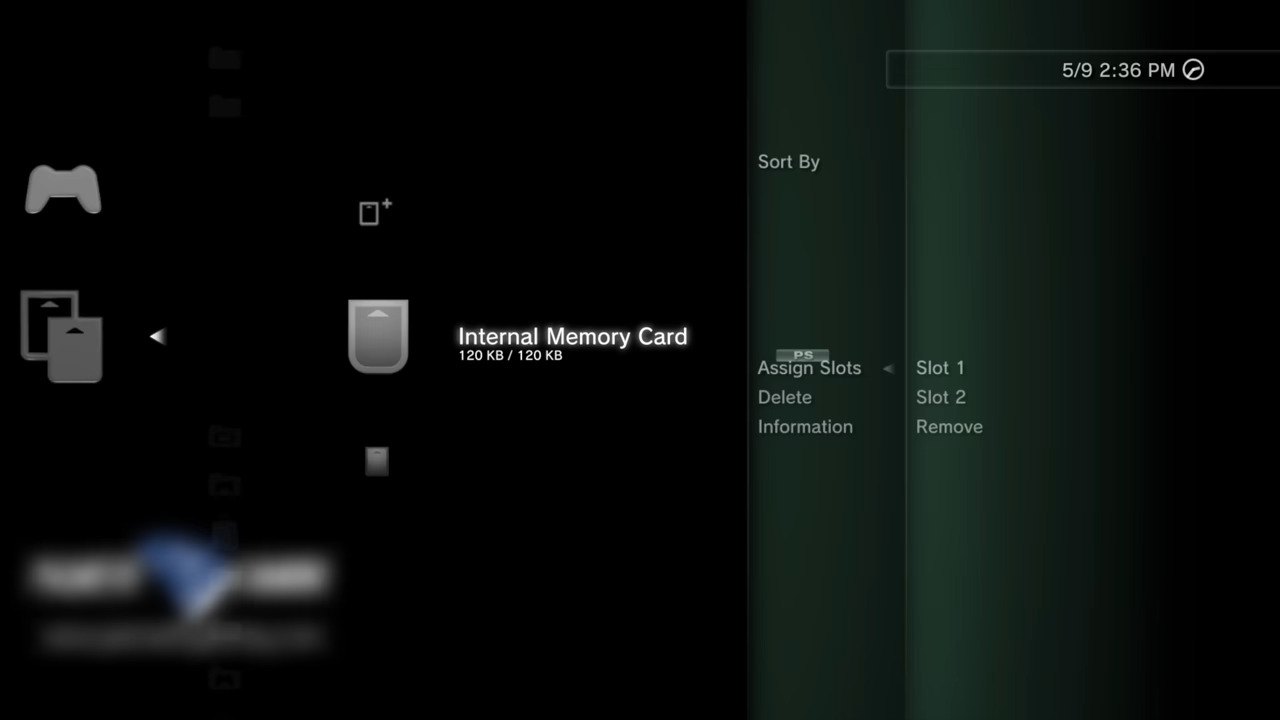 5/9 2:36 PM
Sort By
Internal Memory Card
120 KB / 120 KB
PS
Assign Slots
Slot 1
Delete
Slot 2
Information
Remove